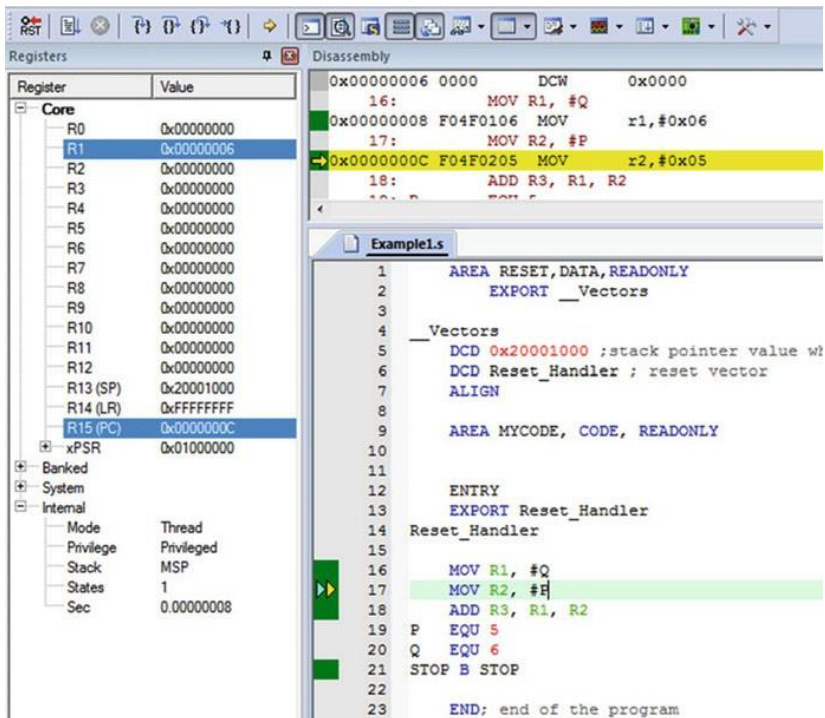 RST
Registers
Register Value
Core
R0 0x00000000
R1 0x00000006
R2 0x00000000
R3 0x00000000
R4 0x00000000
R5 0x00000000
R6 0x00000000
R7 0x00000000
R8 0x00000000
R9 0x00000000
R10 0x00000000
R11 0x00000000
R12 0x00000000
R13 (SP) 0x20001000
R14 (LR) 0xFFFFFFFF
R15 (PC) 0x0000000C
xPSR 0x01000000
Banked
System
Internal
Mode Thread
Privilege Privileged
Stack MSP
States 1
Sec 0.00000008
Disassembly
0x00000006 0000 DCW 0x0000
16: MOV R1, #Q
0x00000008 F04F0106 MOV r1,#0x06
17: MOV R2, #P
0x0000000C F04F0205 MOV r2,#0x05
18: ADD R3, R1, R2
Example1.s
1 AREA RESET,DATA,READONLY
2 EXPORT __Vectors
3
4 __Vectors
5 DCD 0x20001000 ;stack pointer value
6 DCD Reset_Handler ; reset vector
7 ALIGN
8
9 AREA MYCODE, CODE, READONLY
10
11
12 ENTRY
13 EXPORT Reset_Handler
14 Reset_Handler
15
16 MOV R1, #Q
17 MOV R2, #P
18 ADD R3, R1, R2
19 P EQU 5
20 Q EQU 6
21 STOP B STOP
22
23 END; end of the program